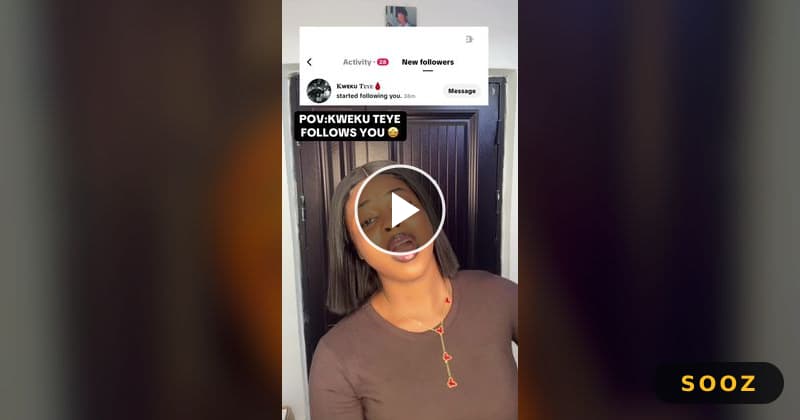 Activity · 28 New followers
Kweku Teye🩸
started following you. 38m
Message
POV:KWEKU TEYE
FOLLOWS YOU 🤩
SOOZ